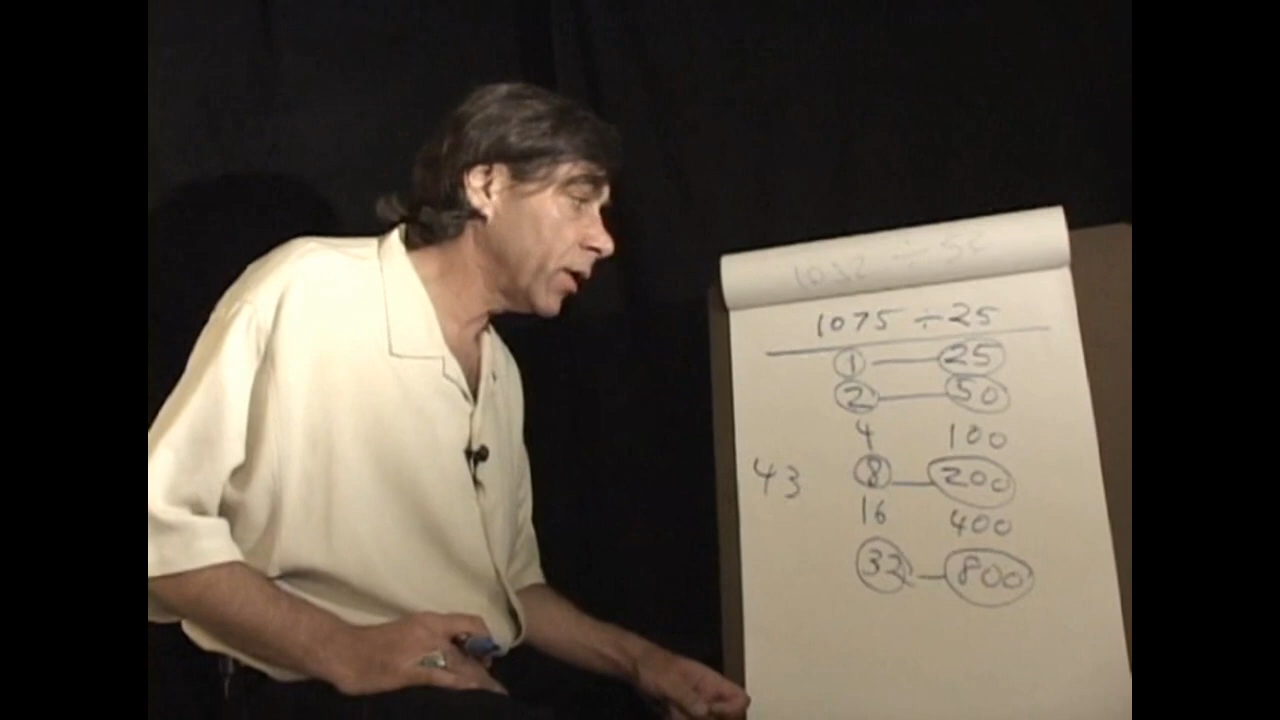 1075 ÷ 25
1 — 25
2 — 50
4 100
43
8 — 200
16 400
32 — 800